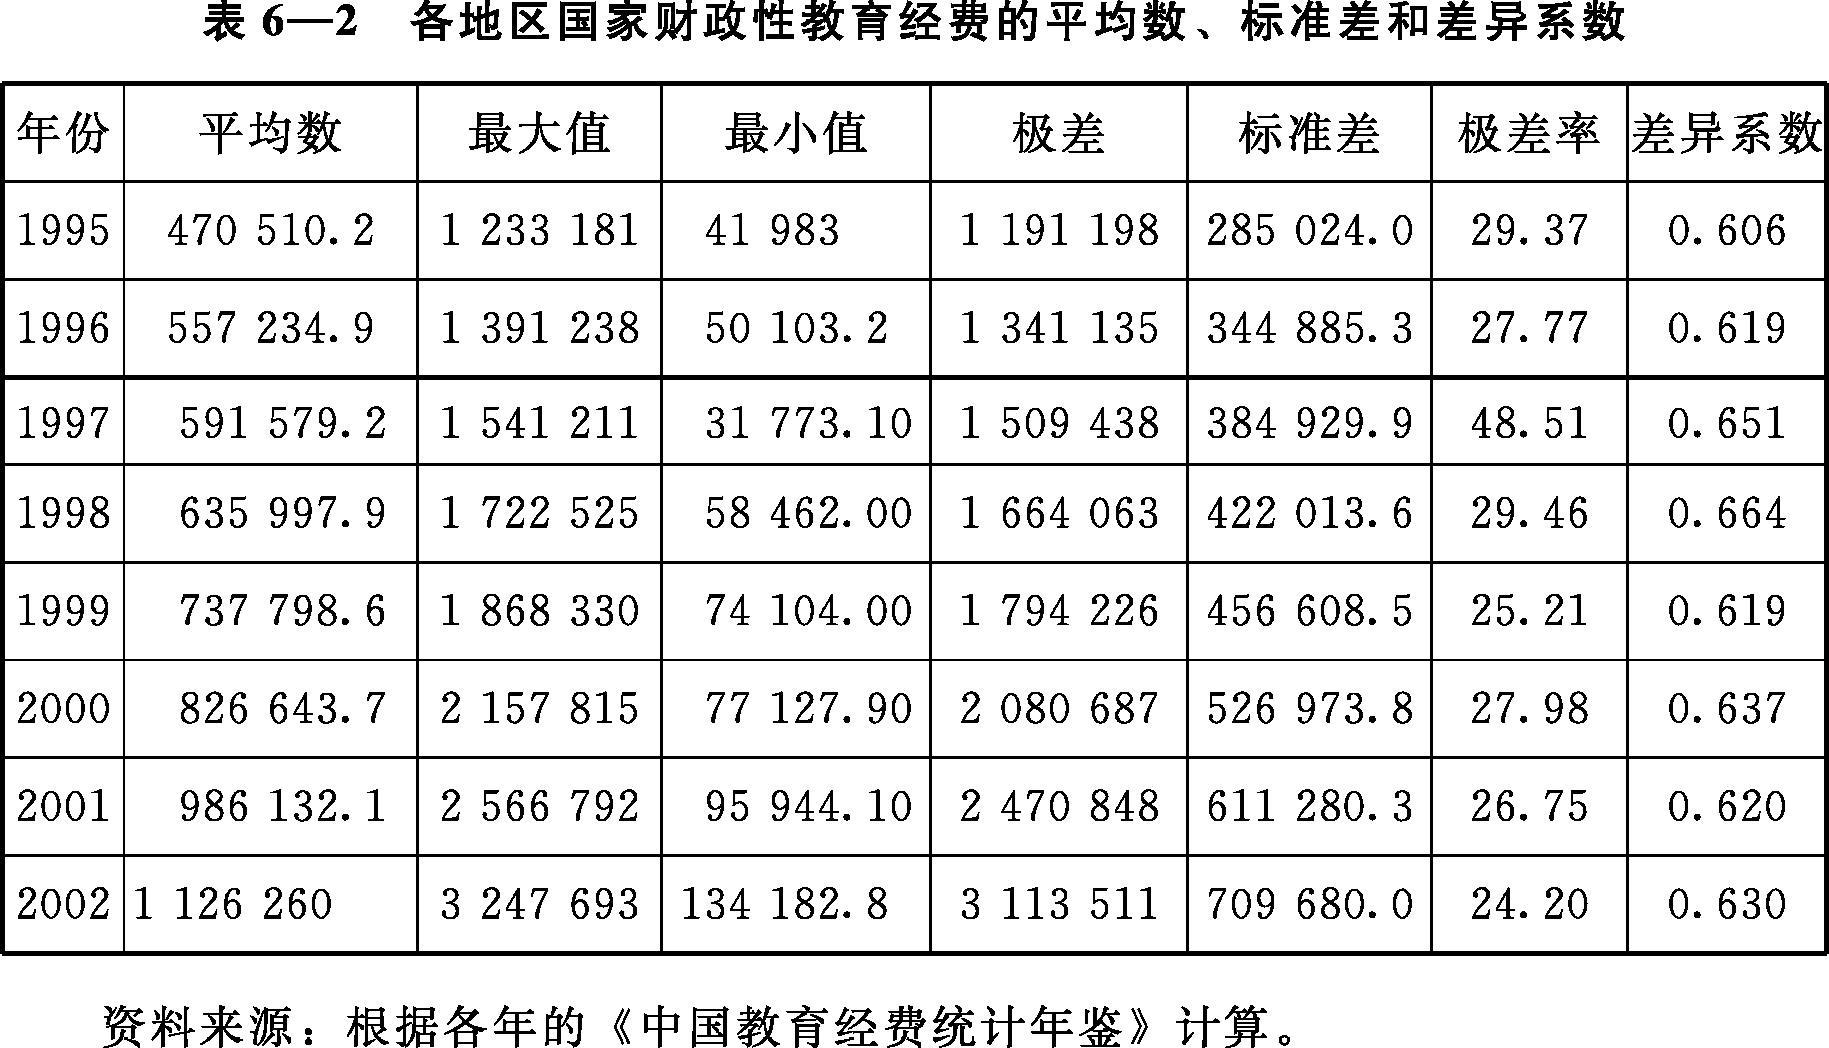 表 6—2 各地区国家财政性教育经费的平均数、标准差和差异系数
年份 平均数 最大值 最小值 极差 标准差 极差率 差异系数
1995 470 510.2 1 233 181 41 983 1 191 198 285 024.0 29.37 0.606
1996 557 234.9 1 391 238 50 103.2 1 341 135 344 885.3 27.77 0.619
1997 591 579.2 1 541 211 31 773.10 1 509 438 384 929.9 48.51 0.651
1998 635 997.9 1 722 525 58 462.00 1 664 063 422 013.6 29.46 0.664
1999 737 798.6 1 868 330 74 104.00 1 794 226 456 608.5 25.21 0.619
2000 826 643.7 2 157 815 77 127.90 2 080 687 526 973.8 27.98 0.637
2001 986 132.1 2 566 792 95 944.10 2 470 848 611 280.3 26.75 0.620
2002 1 126 260 3 247 693 134 182.8 3 113 511 709 680.0 24.20 0.630
资料来源：根据各年的《中国教育经费统计年鉴》计算。